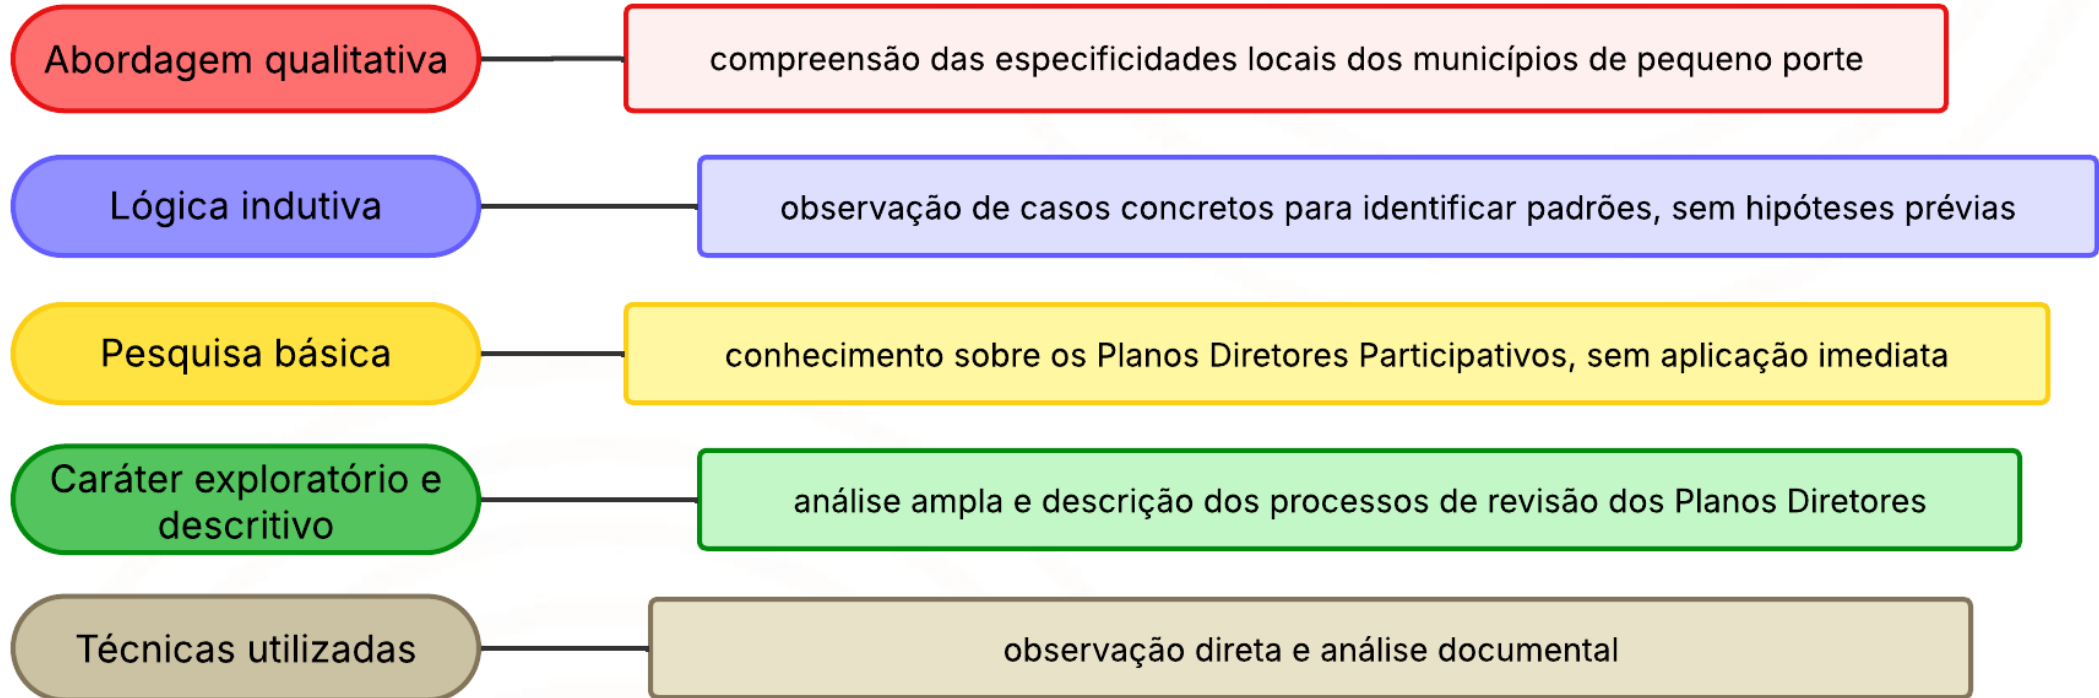 Abordagem qualitativa
compreensão das especificidades locais dos municípios de pequeno porte
Lógica indutiva
observação de casos concretos para identificar padrões, sem hipóteses prévias
Pesquisa básica
conhecimento sobre os Planos Diretores Participativos, sem aplicação imediata
Caráter exploratório e
descritivo
análise ampla e descrição dos processos de revisão dos Planos Diretores
Técnicas utilizadas
observação direta e análise documental